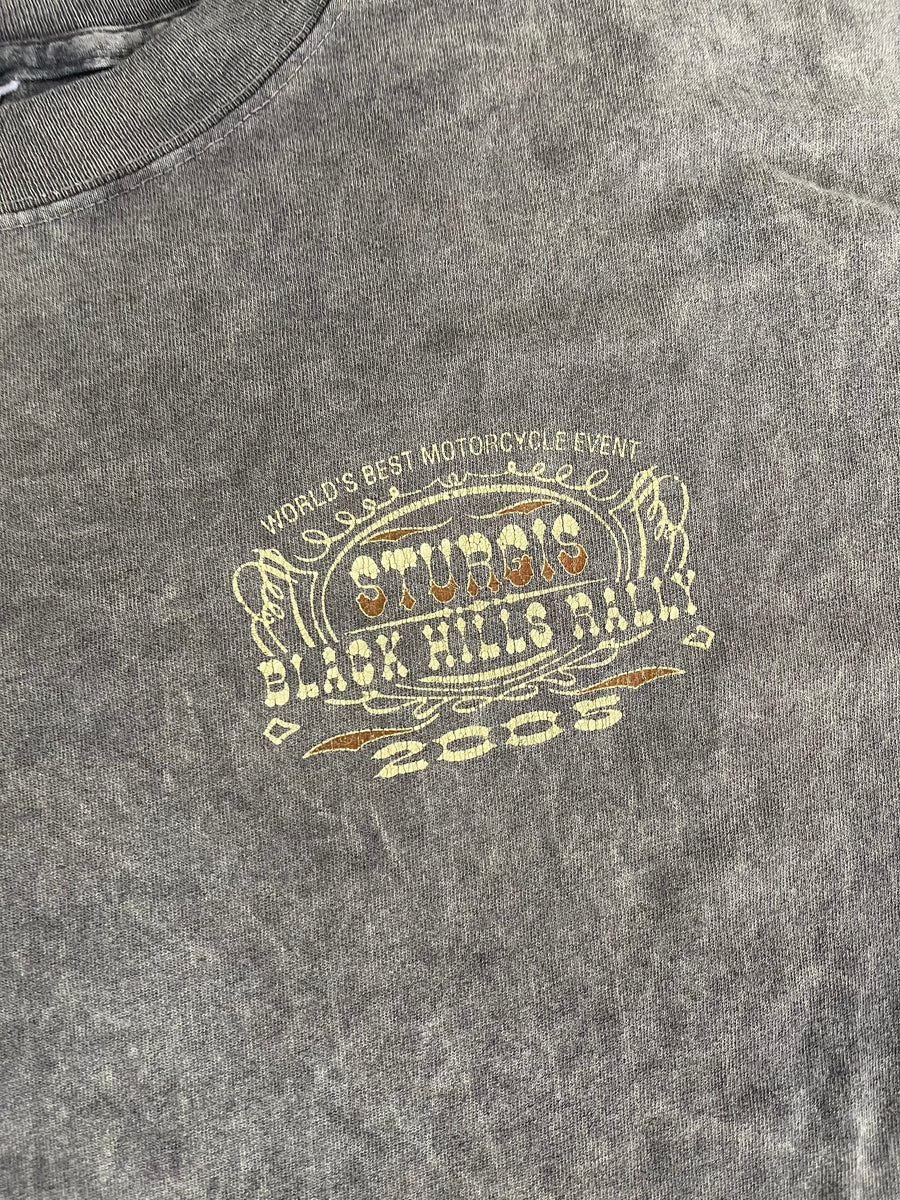 WORLD'S BEST MOTORCYCLE EVENT
STURGIS
BLACK HILLS RALLY
2005